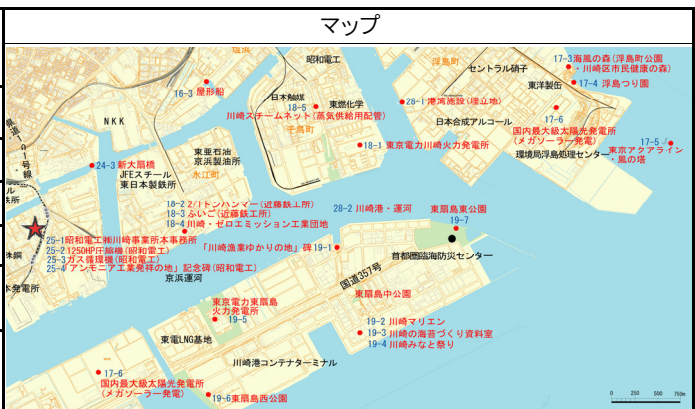 マップ
昭和電工
塩浜
浮島町
17-3 海風の森(浮島町公園
・川崎区市民健康の森)
セントラル硝子
16-3 屋形船
日本触媒
東燃化学
18-5
川崎スチームネット(蒸気供給用配管)
千鳥町
28-1 港湾施設(埋立地)
東洋製缶
17-4 浮島つり園
17-6
国内最大級太陽光発電所
(メガソーラー発電)
日本合成アルコール
環境局浮島処理センター
17-5
東京アクアライン
・風の塔
県道101号線
NKK
東亜石油
京浜製油所
18-1 東京電力川崎火力発電所
24-3 新大扇橋
JFEスチール
東日本製鉄所
水江町
18-2 2/1トンハンマー(近藤鉄工所)
18-3 ふいご(近藤鉄工所)
18-4 川崎・ゼロエミッション工業団地
28-2 川崎港・運河
東扇島東公園
19-7
首都圏臨海防災センター
25-1 昭和電工㈱川崎事業所本事務所
25-2 1250HP圧縮機(昭和電工)
25-3 ガス循環機(昭和電工)
25-4 「アンモニア工業発祥の地」記念碑(昭和電工)
京浜運河
「川崎漁業ゆかりの地」碑 19-1
国道357号
東扇島中公園
東京電力東扇島
火力発電所
19-5
東電LNG基地
19-2 川崎マリエン
19-3 川崎の海苔づくり資料室
19-4 川崎みなと祭り
川崎港コンテナターミナル
17-6
国内最大級太陽光発電所
(メガソーラー発電)
19-6 東扇島西公園
0 250 500 750m